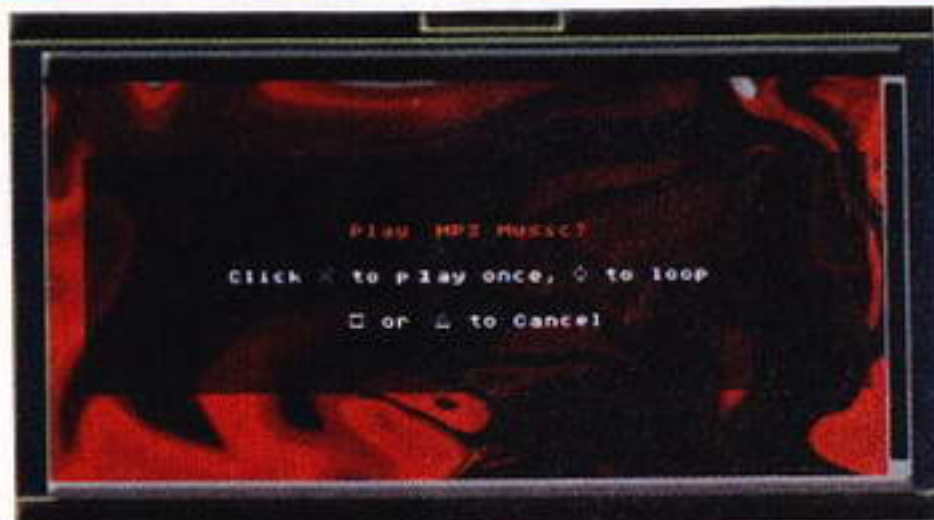 Play MP3 Music?
Click × to play once, ○ to loop
□ or △ to Cancel